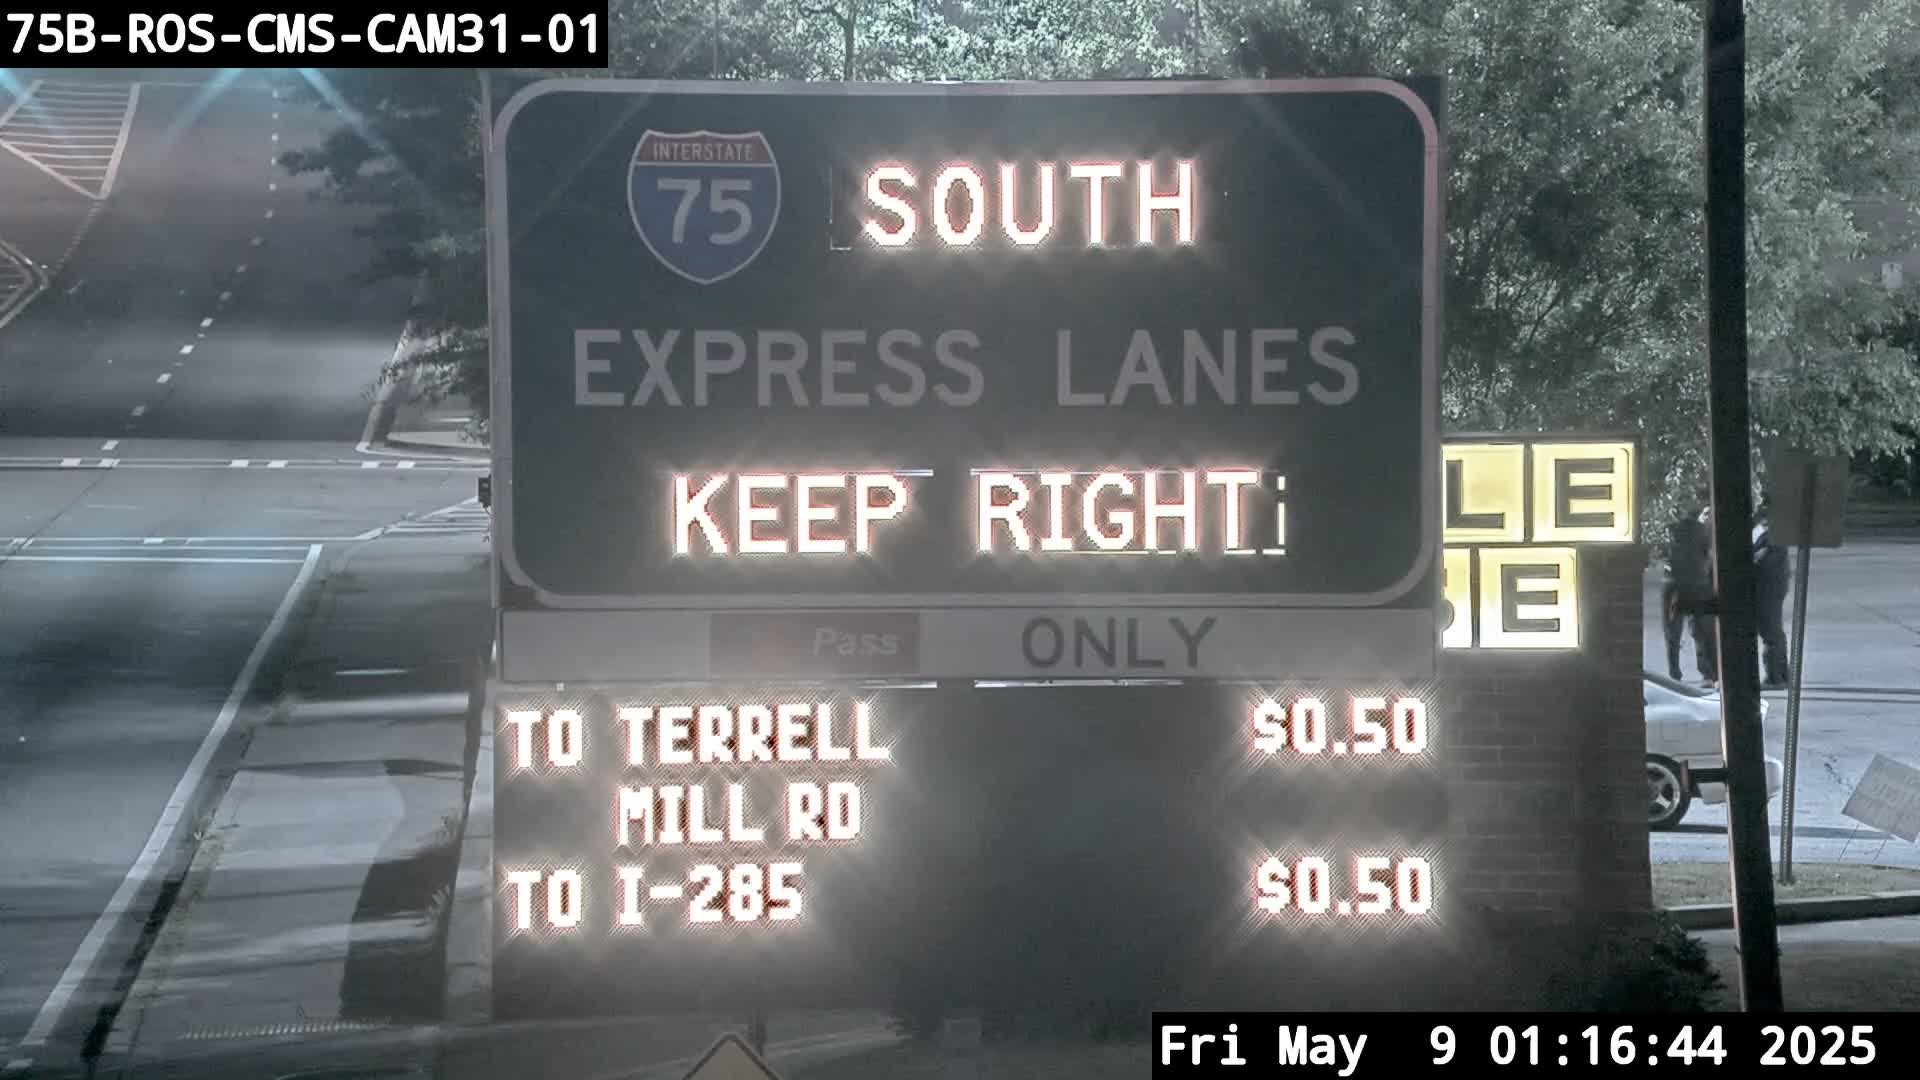 75B-ROS-CMS-CAM31-01
INTERSTATE
75
SOUTH
EXPRESS LANES
KEEP RIGHT
Pass ONLY
TO TERRELL $0.50
MILL RD
TO I-285 $0.50
LE
E
Fri May 9 01:16:44 2025